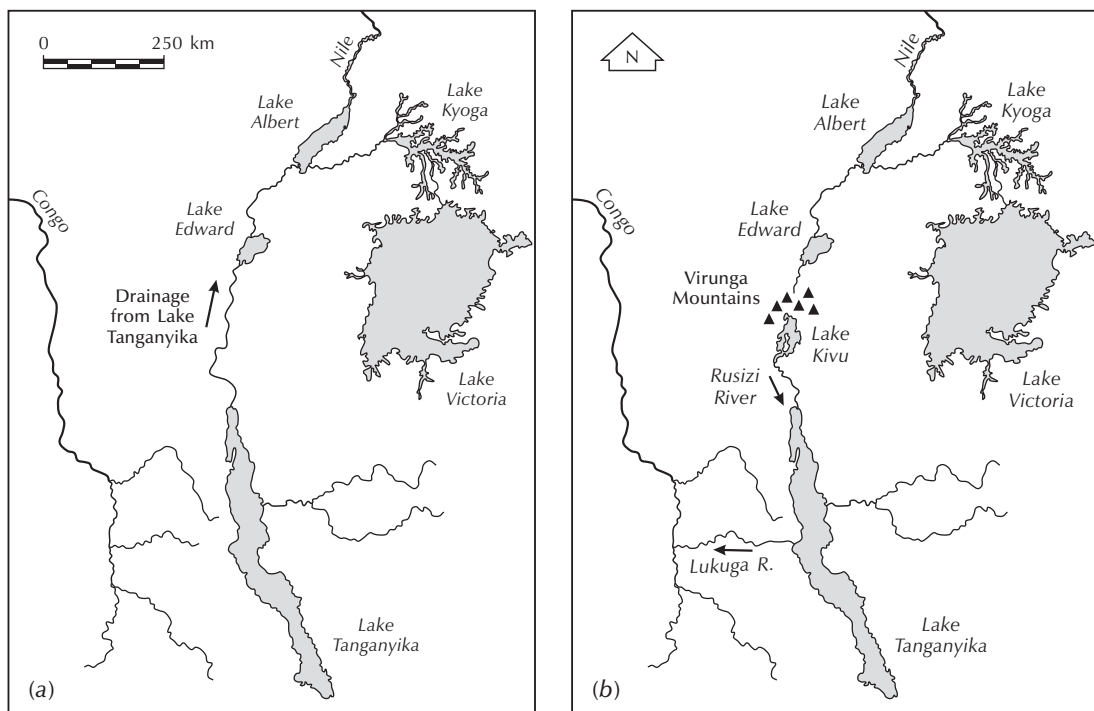 0 250 km
Nile
Lake
Albert
Lake
Kyoga
Congo
Lake
Edward
Drainage
from Lake
Tanganyika
Lake
Victoria
Lake
Tanganyika
(a)
N
Nile
Lake
Albert
Lake
Kyoga
Congo
Lake
Edward
Virunga
Mountains
Lake
Kivu
Rusizi
River
Lake
Victoria
Lukuga R.
Lake
Tanganyika
(b)